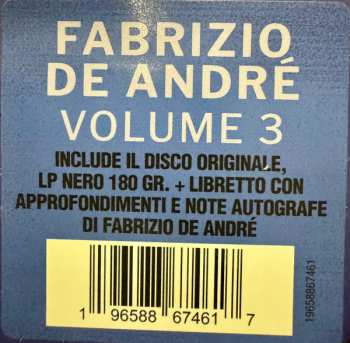 FABRIZIO
DE ANDRÉ
VOLUME 3
INCLUDE IL DISCO ORIGINALE,
LP NERO 180 GR. + LIBRETTO CON
APPROFONDIMENTI E NOTE AUTOGRAFE
DI FABRIZIO DE ANDRÉ
1 96588 67461 7
19658867461